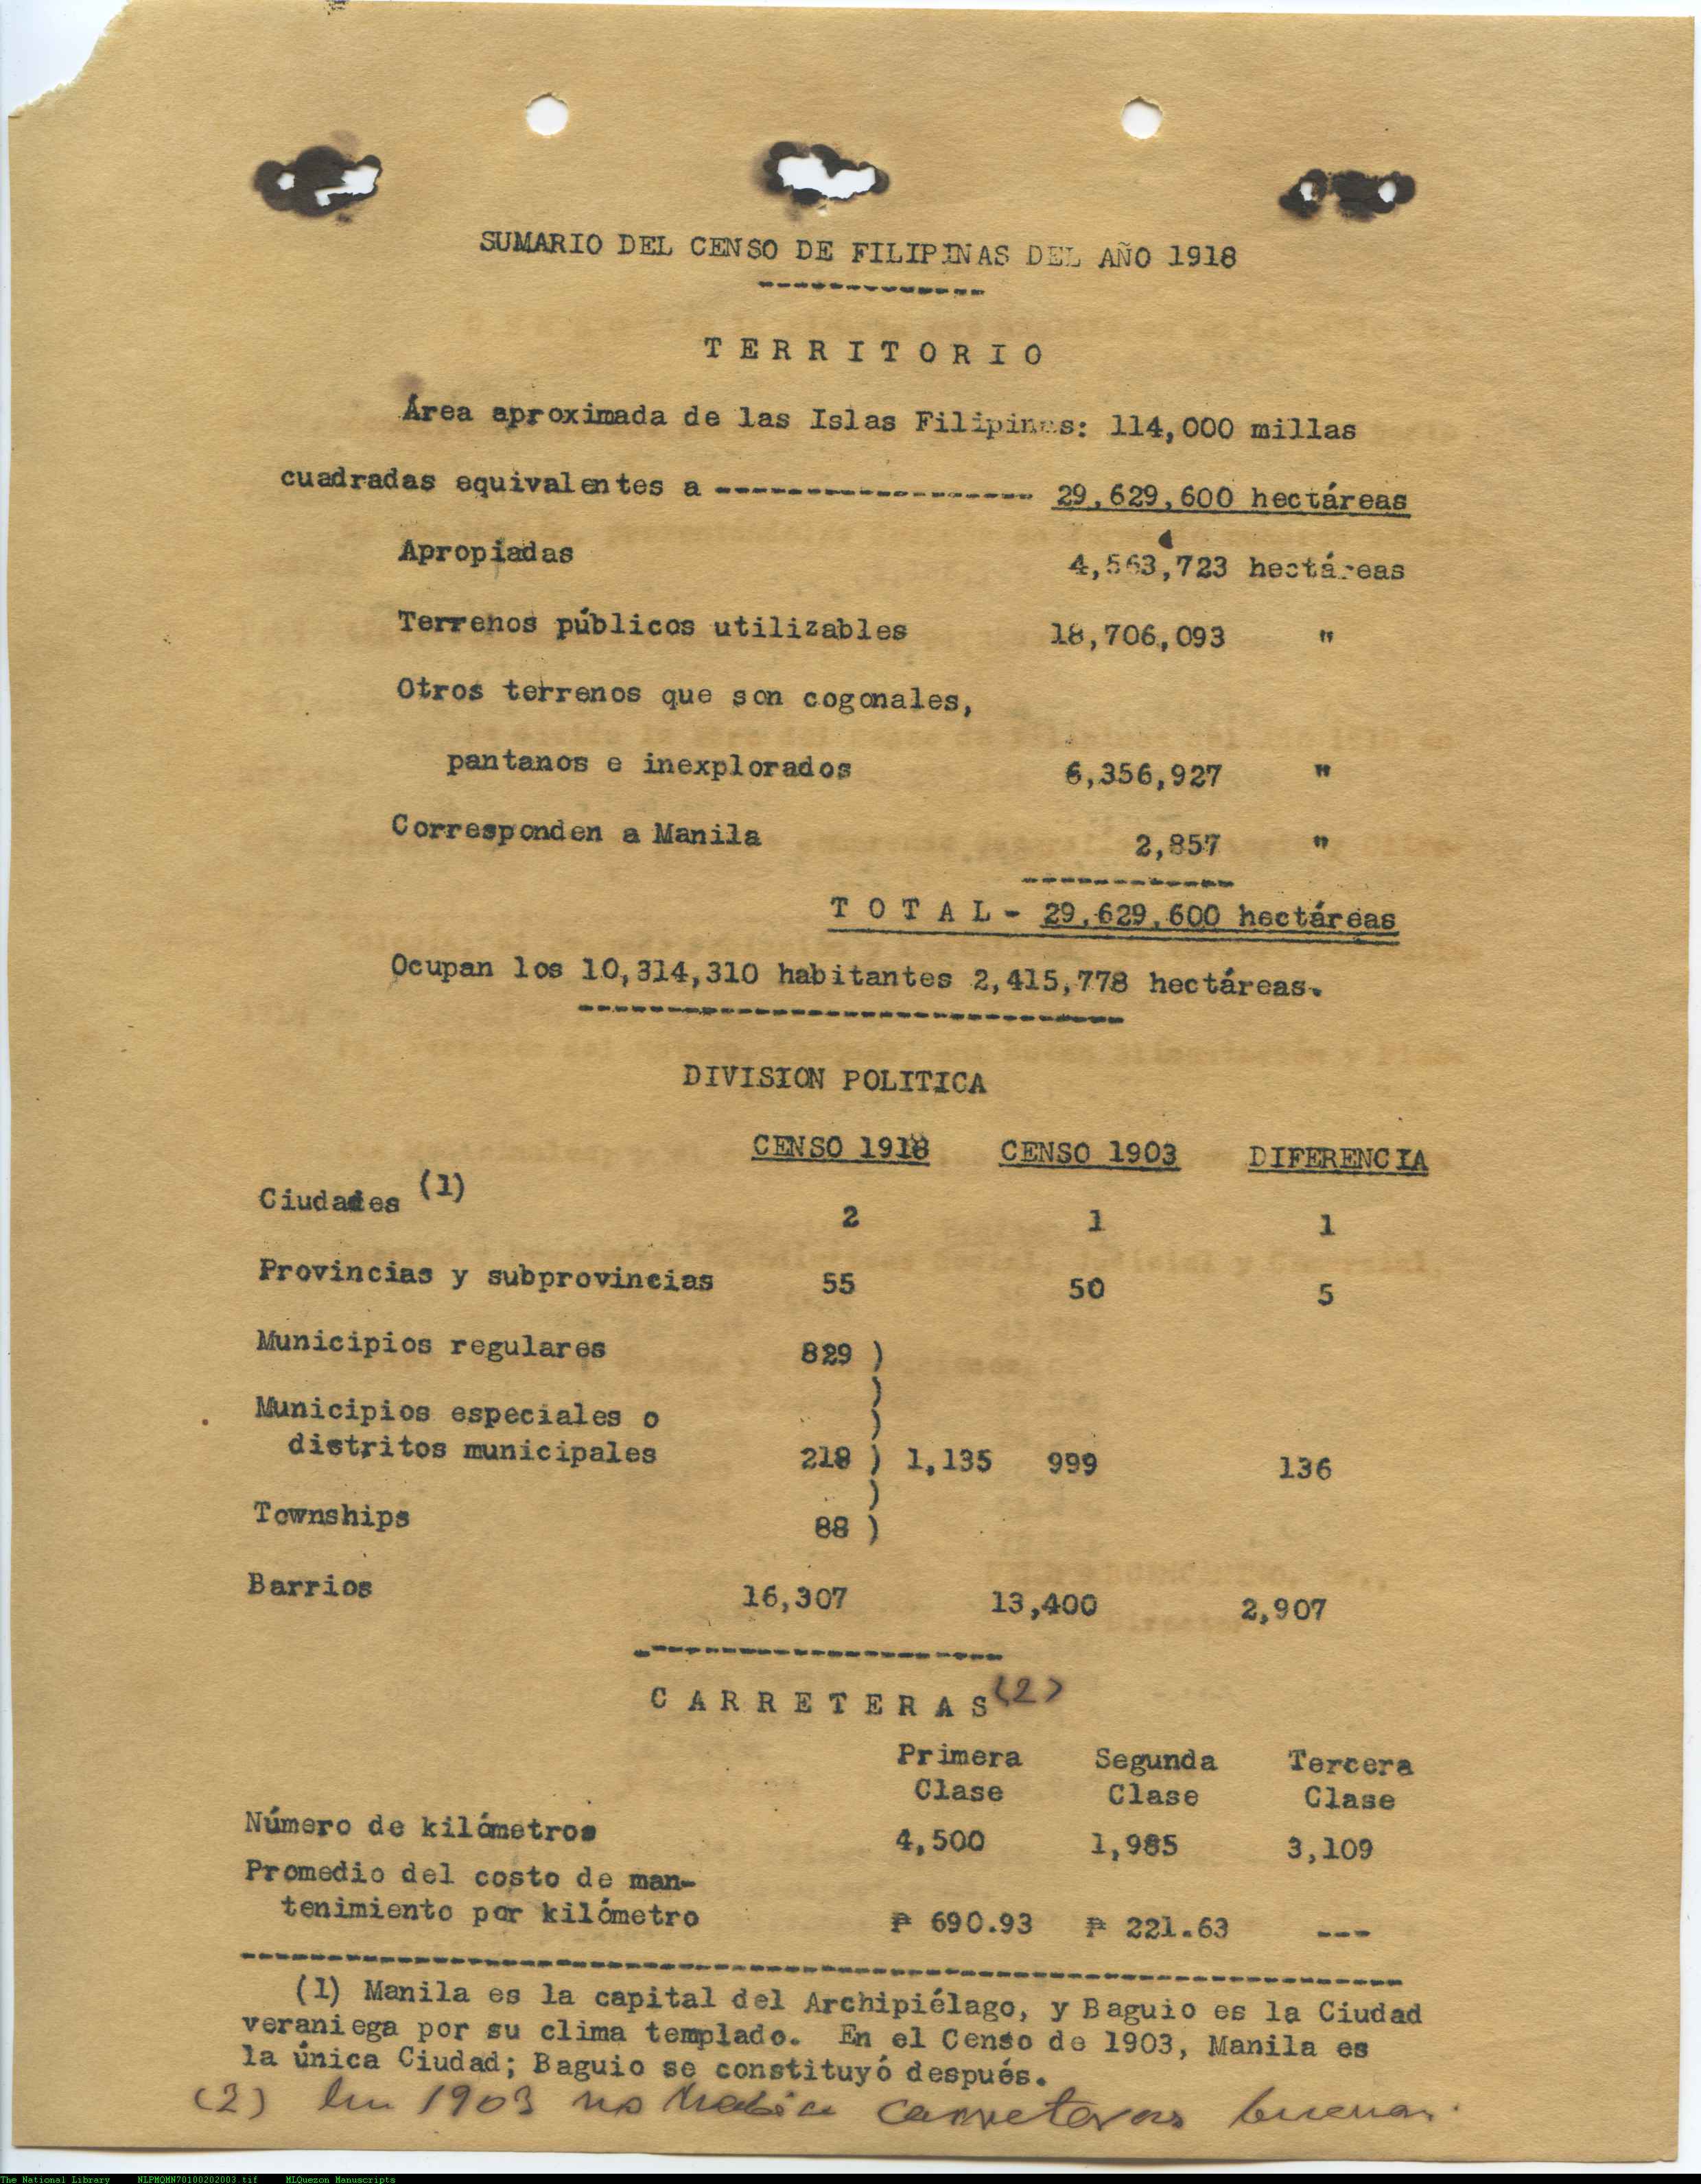 SUMARIO DEL CENSO DE FILIPINAS DEL AÑO 1918
T E R R I T O R I O
Área aproximada de las Islas Filipinas: 114,000 millas
cuadradas equivalentes a ------------------ 29,629,600 hectáreas
Apropiadas 4,563,723 hectáreas
Terrenos públicos utilizables 18,706,093 "
Otros terrenos que son cogonales,
pantanos e inexplorados 6,356,927 "
Corresponden a Manila 2,857 "
T O T A L - 29,629,600 hectáreas
Ocupan los 10,314,310 habitantes 2,415,778 hectáreas.
DIVISION POLITICA
CENSO 1918 CENSO 1903 DIFERENCIA
Ciudades (1) 2 1 1
Provincias y subprovincias 55 50 5
Municipios regulares 829 )
)
Municipios especiales o )
distritos municipales 218 ) 1,135 999 136
)
Townships 88 )
Barrios 16,307 13,400 2,907
C A R R E T E R A S (2)
Primera Segunda Tercera
Clase Clase Clase
Número de kilómetros 4,500 1,985 3,109
Promedio del costo de man-
tenimiento por kilómetro ₱ 690.93 ₱ 221.63 ---
(1) Manila es la capital del Archipiélago, y Baguio es la Ciudad
veraniega por su clima templado. En el Censo de 1903, Manila es
la única Ciudad; Baguio se constituyó después.
(2) En 1903 no había carreteras buenas.
The National Library NLPMQMN70100202003.tif MLQuezon Manuscripts